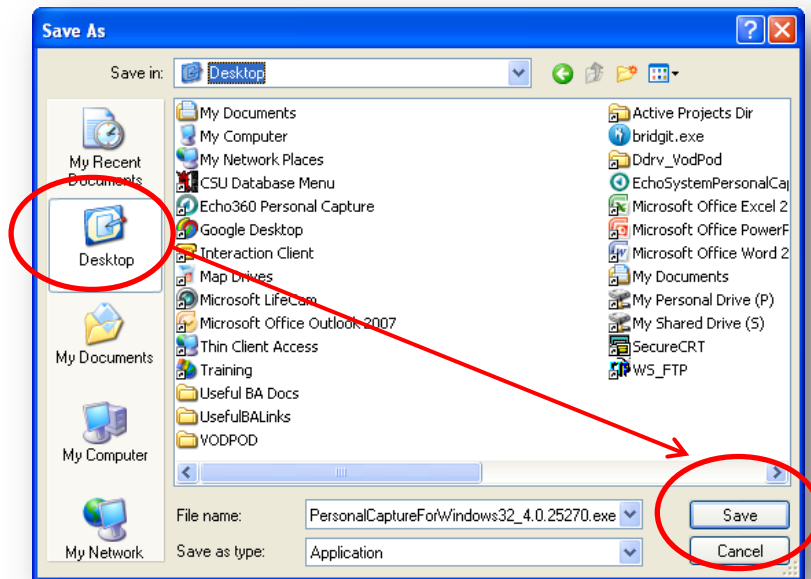 Save As
Save in: Desktop
My Recent
Documents
Desktop
My Documents
My Computer
My Network
My Documents
My Computer
My Network Places
CSU Database Menu
Echo360 Personal Capture
Google Desktop
Interaction Client
Map Drives
Microsoft LifeCam
Microsoft Office Outlook 2007
Thin Client Access
Training
Useful BA Docs
UsefulBALinks
VODPOD
Active Projects Dir
bridgit.exe
Ddrv_VodPod
EchoSystemPersonalCa
Microsoft Office Excel 2
Microsoft Office PowerP
Microsoft Office Word 2
My Documents
My Personal Drive (P)
My Shared Drive (S)
SecureCRT
WS_FTP
File name: PersonalCaptureForWindows32_4.0.25270.exe Save
Save as type: Application Cancel